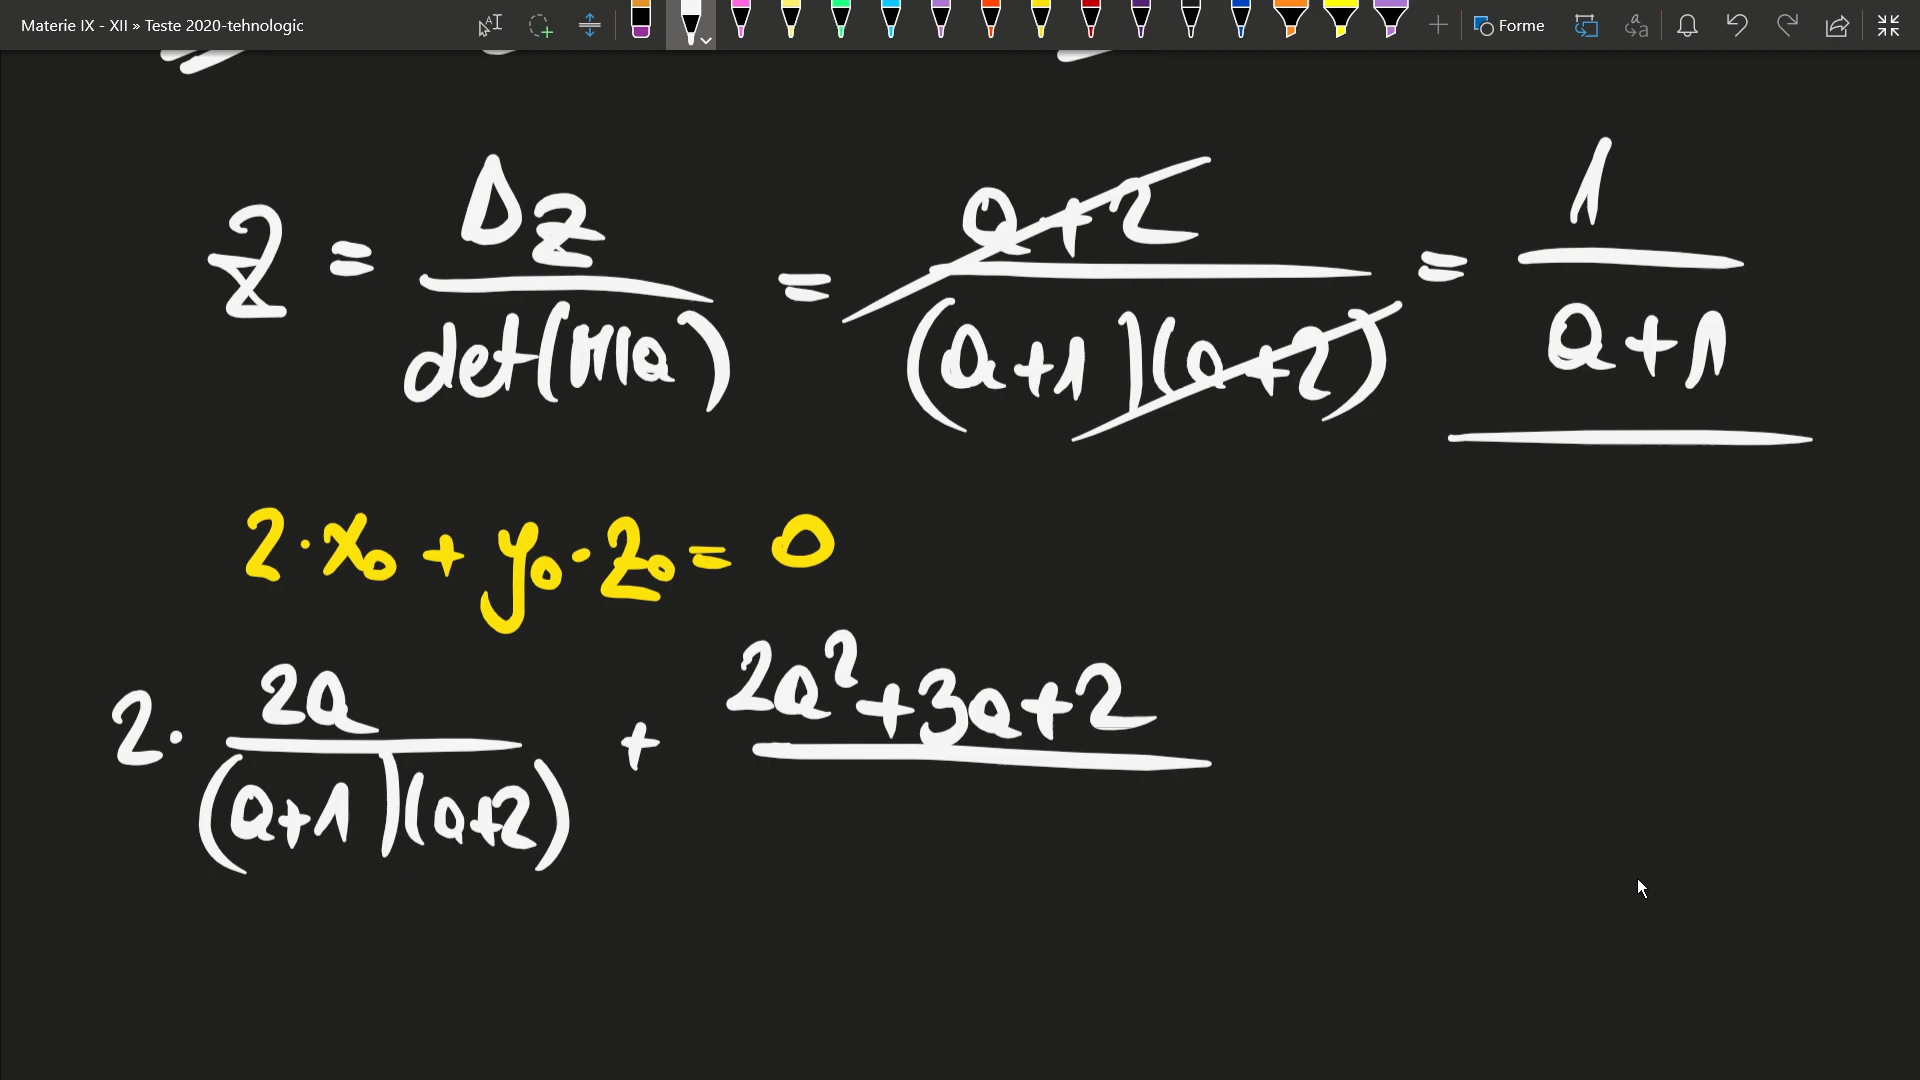 Materie IX - XII » Teste 2020-tehnologic
Forme
z = Δz / det(M(a)) = a+2 / (a+1)(a+2) = 1 / a+1
2·x₀ + y₀·z₀ = 0
2· 2a / (a+1)(a+2) + 2a²+3a+2